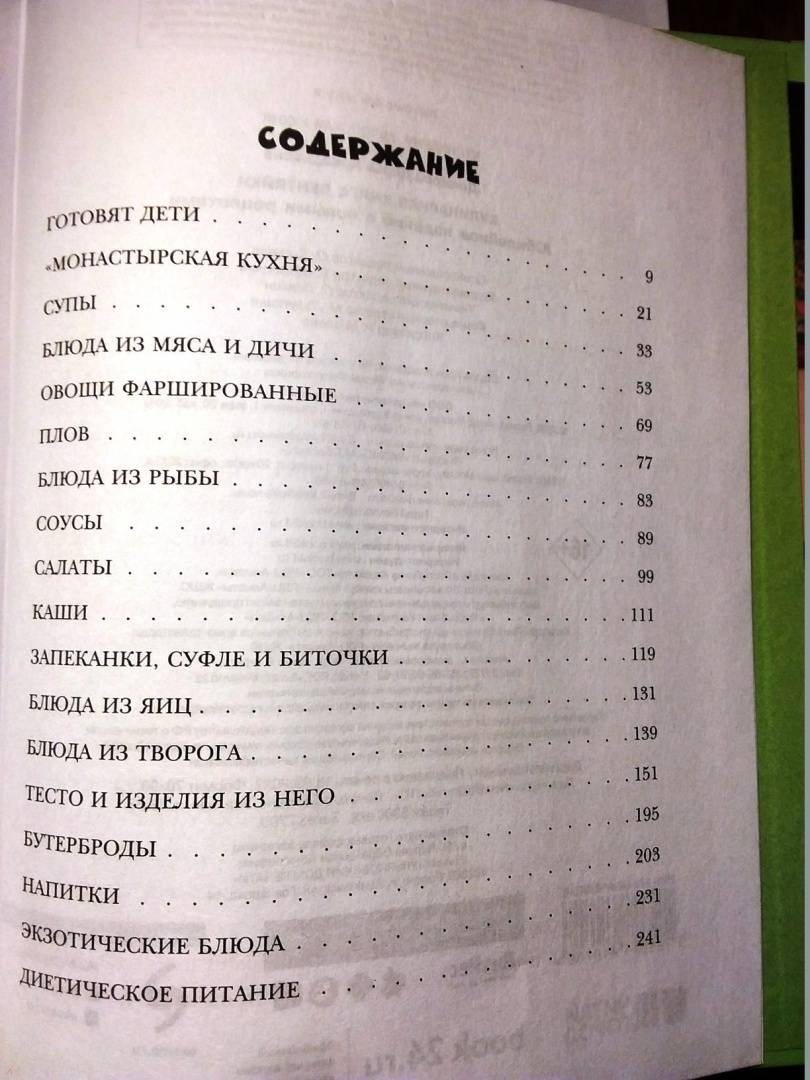 СОДЕРЖАНИЕ
ГОТОВЯТ ДЕТИ . . . . . . . . . . . . . . . . 9
«МОНАСТЫРСКАЯ КУХНЯ» . . . . . . . . . . . . 21
СУПЫ . . . . . . . . . . . . . . . . . . . . 33
БЛЮДА ИЗ МЯСА И ДИЧИ . . . . . . . . . . . . 53
ОВОЩИ ФАРШИРОВАННЫЕ . . . . . . . . . . . 69
ПЛОВ . . . . . . . . . . . . . . . . . . . . 77
БЛЮДА ИЗ РЫБЫ . . . . . . . . . . . . . . . 83
СОУСЫ . . . . . . . . . . . . . . . . . . . 89
САЛАТЫ . . . . . . . . . . . . . . . . . . . 99
КАШИ . . . . . . . . . . . . . . . . . . . . 111
ЗАПЕКАНКИ, СУФЛЕ И БИТОЧКИ . . . . . . . . . 119
БЛЮДА ИЗ ЯИЦ . . . . . . . . . . . . . . . . 131
БЛЮДА ИЗ ТВОРОГА . . . . . . . . . . . . . . 139
ТЕСТО И ИЗДЕЛИЯ ИЗ НЕГО . . . . . . . . . . . 151
БУТЕРБРОДЫ . . . . . . . . . . . . . . . . . 195
НАПИТКИ . . . . . . . . . . . . . . . . . . 203
ЭКЗОТИЧЕСКИЕ БЛЮДА . . . . . . . . . . . . . 231
ДИЕТИЧЕСКОЕ ПИТАНИЕ . . . . . . . . . . . . 241